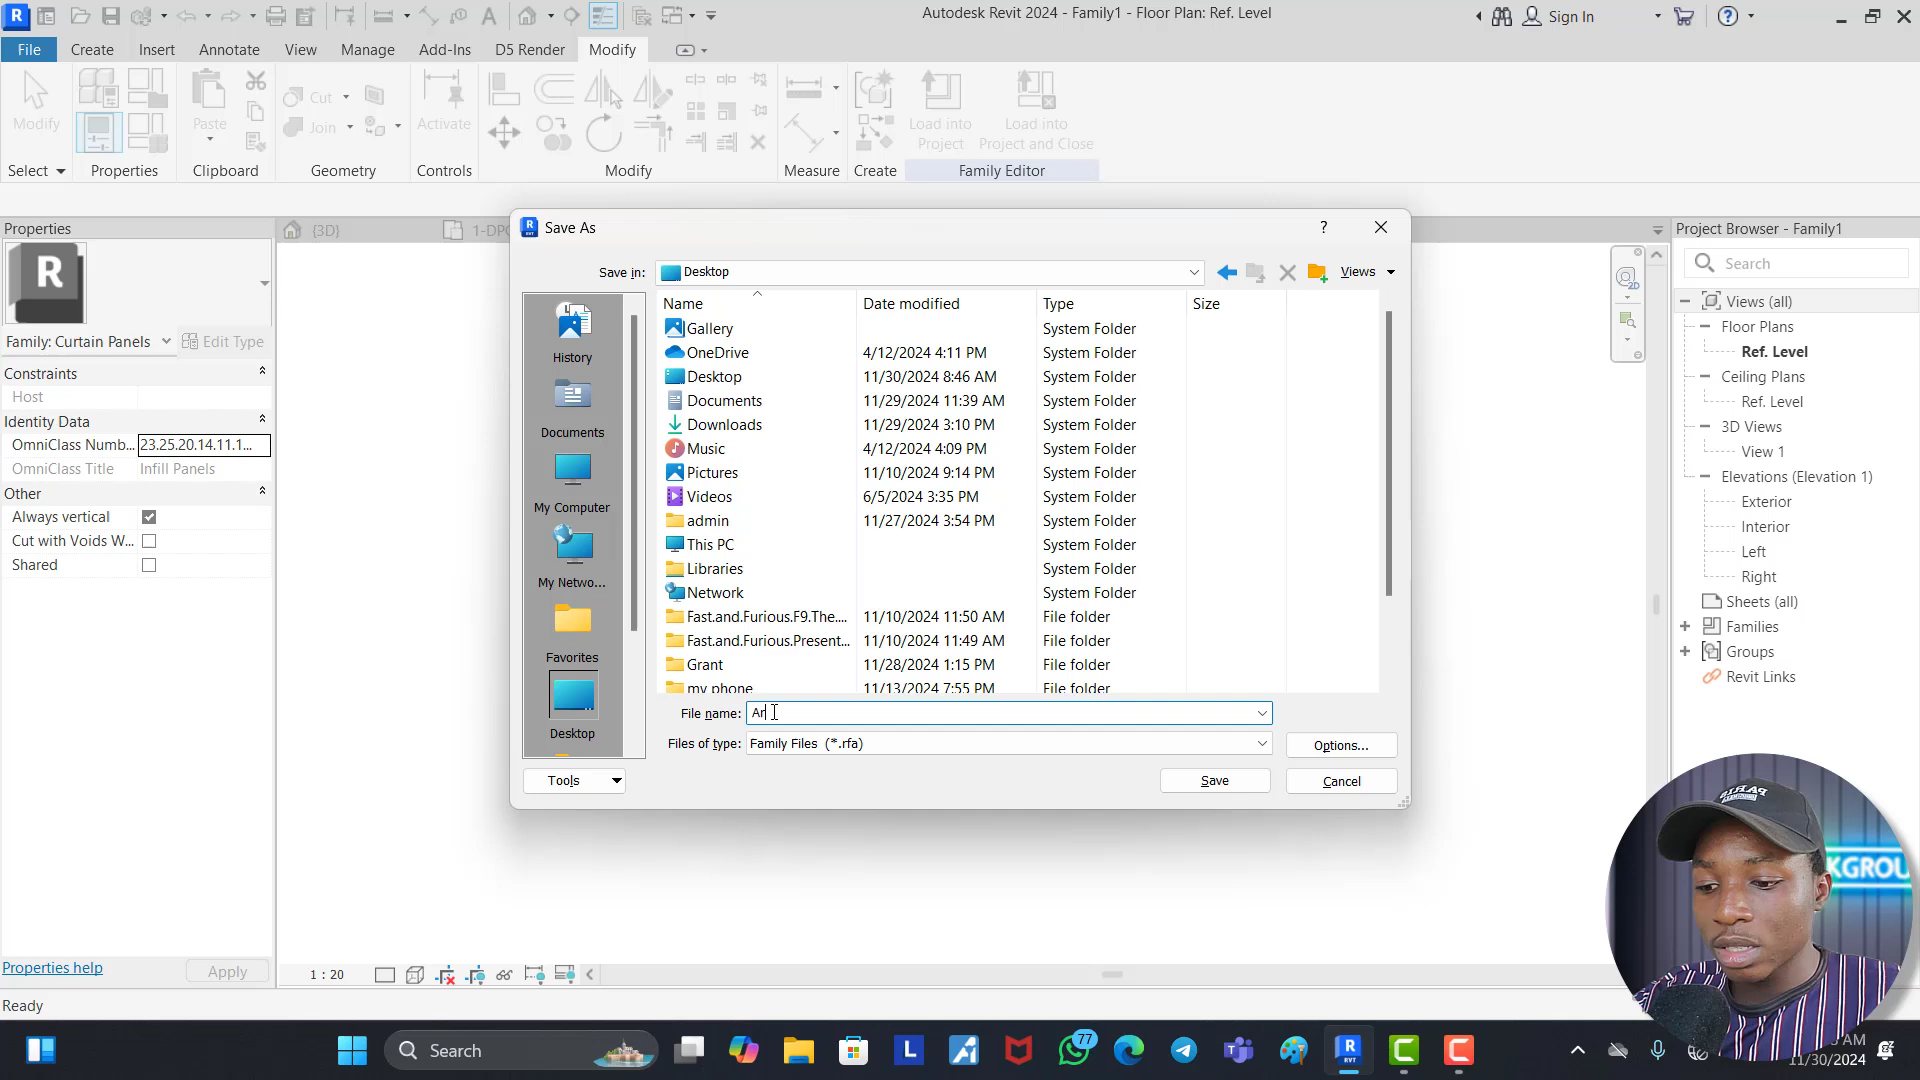 Autodesk Revit 2024 - Family1 - Floor Plan: Ref. Level
Sign In
File Create Insert Annotate View Manage Add-Ins D5 Render Modify
Modify Paste Cut Join Activate Load into Project Load into Project and Close
Select Properties Clipboard Geometry Controls Modify Measure Create Family Editor
Properties
R
Family: Curtain Panels Edit Type
Constraints
Host
Identity Data
OmniClass Numb... 23.25.20.14.11.1...
OmniClass Title Infill Panels
Other
Always vertical
Cut with Voids W...
Shared
Properties help Apply
Ready
{3D} 1-DPC
Save As
Save in: Desktop Views
History
Documents
My Computer
My Netwo...
Favorites
Desktop
Name Date modified Type Size
Gallery System Folder
OneDrive 4/12/2024 4:11 PM System Folder
Desktop 11/30/2024 8:46 AM System Folder
Documents 11/29/2024 11:39 AM System Folder
Downloads 11/29/2024 3:10 PM System Folder
Music 4/12/2024 4:09 PM System Folder
Pictures 11/10/2024 9:14 PM System Folder
Videos 6/5/2024 3:35 PM System Folder
admin 11/27/2024 3:54 PM System Folder
This PC System Folder
Libraries System Folder
Network System Folder
Fast.and.Furious.F9.The.... 11/10/2024 11:50 AM File folder
Fast.and.Furious.Present... 11/10/2024 11:49 AM File folder
Grant 11/28/2024 1:15 PM File folder
my phone 11/13/2024 7:55 PM File folder
File name: Ar
Files of type: Family Files (*.rfa)
Options...
Tools Save Cancel
Project Browser - Family1
Search
Views (all)
Floor Plans
Ref. Level
Ceiling Plans
Ref. Level
3D Views
View 1
Elevations (Elevation 1)
Exterior
Interior
Left
Right
Sheets (all)
Families
Groups
Revit Links
2D
1 : 20
PARIS
KGROU
Search
77
AM
11/30/2024